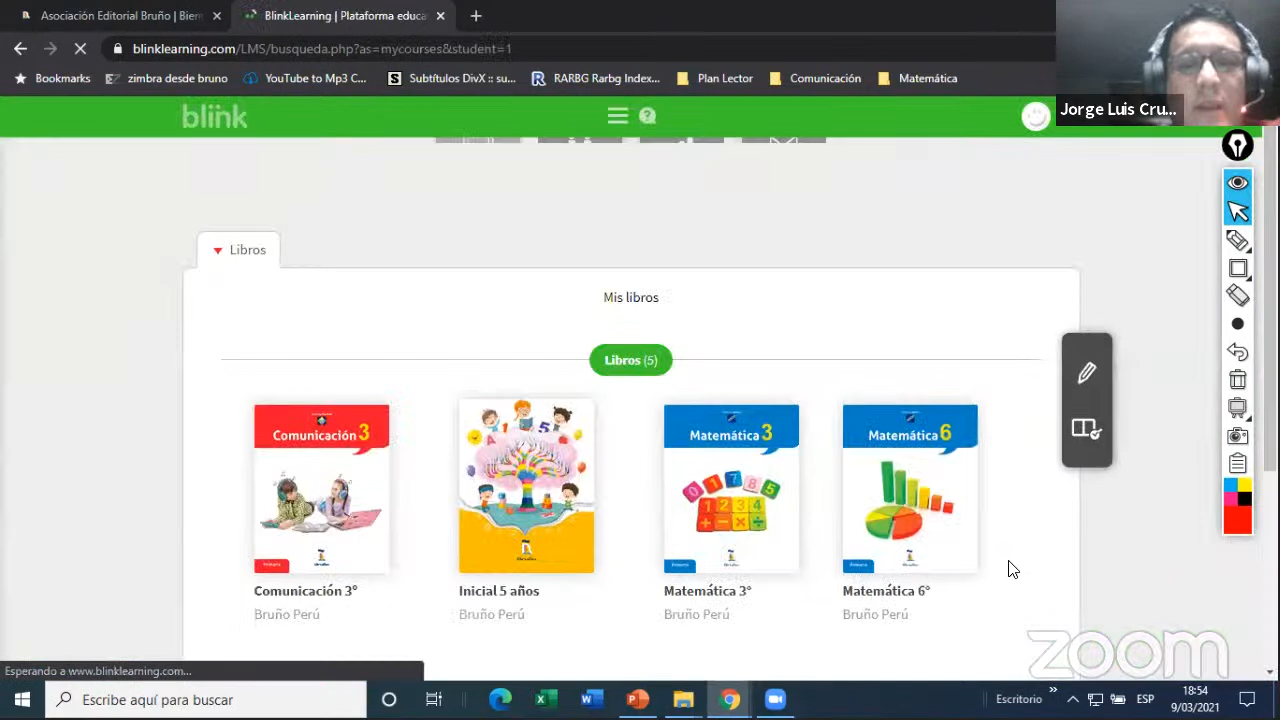 Asociación Editorial Bruño | Bien
BlinkLearning | Plataforma educa
blinklearning.com/LMS/busqueda.php?as=mycourses&student=1
Bookmarks
zimbra desde bruno
YouTube to Mp3 C...
Subtítulos DivX :: su...
RARBG Rarbg Index...
Plan Lector
Comunicación
Matemática
Jorge Luis Cru...
blink
Libros
Mis libros
Libros (5)
Comunicación 3
Matemática 3
Matemática 6
Comunicación 3°
Inicial 5 años
Matemática 3°
Matemática 6°
Bruño Perú
Bruño Perú
Bruño Perú
Bruño Perú
zoom
Esperando a www.blinklearning.com...
Escribe aquí para buscar
Escritorio
ESP
18:54
9/03/2021